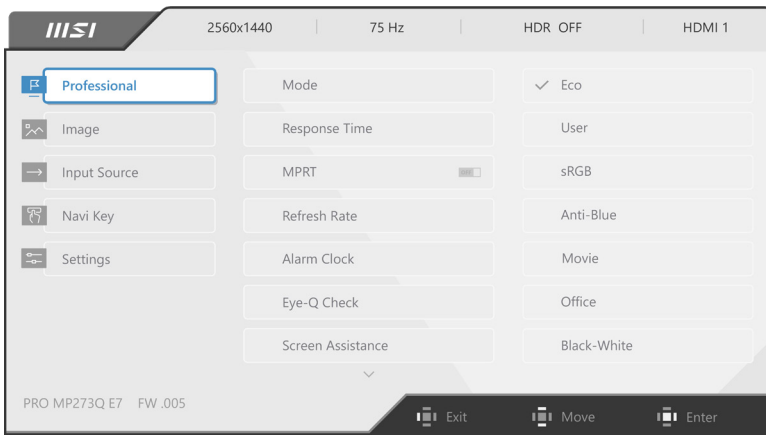 msi 2560x1440 75 Hz HDR OFF HDMI 1
Professional Mode Eco
Image Response Time User
Input Source MPRT OFF sRGB
Navi Key Refresh Rate Anti-Blue
Settings Alarm Clock Movie
Eye-Q Check Office
Screen Assistance Black-White
PRO MP273Q E7 FW .005
Exit Move Enter